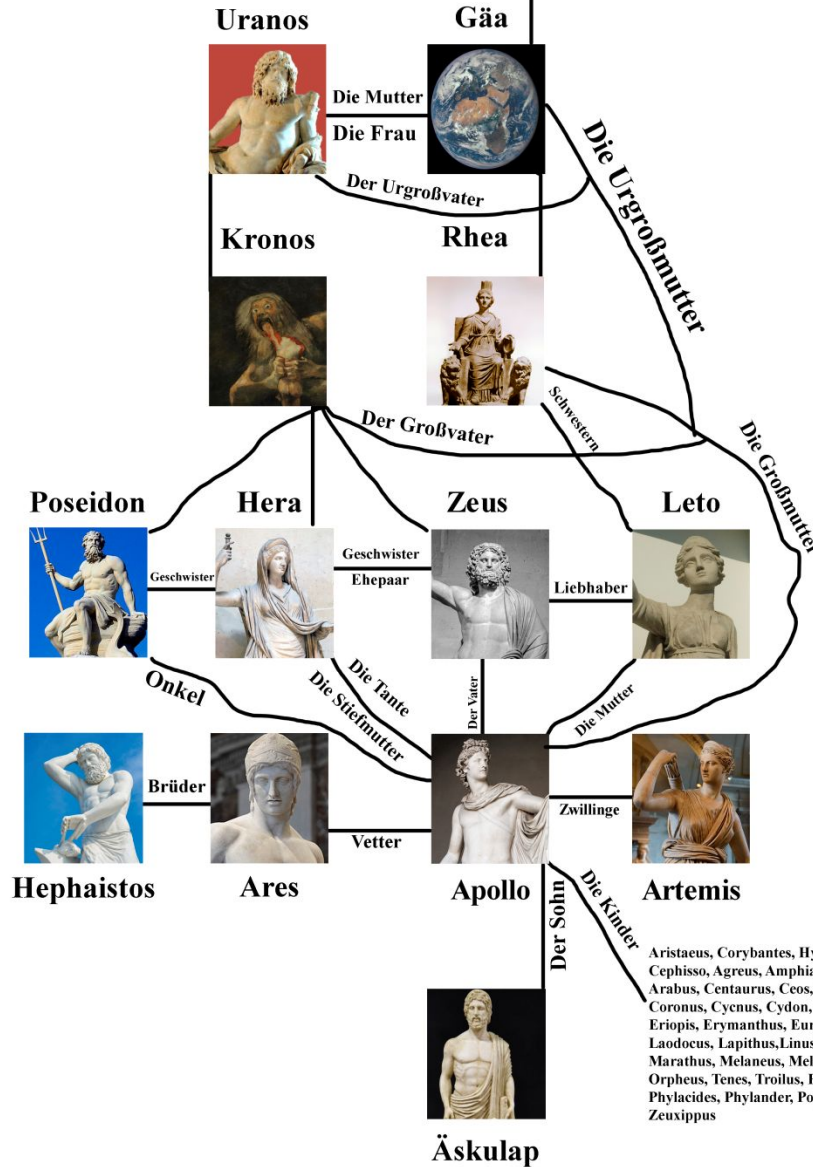 Uranos
Gäa
Die Mutter
Die Frau
Der Urgroßvater
Die Urgroßmutter
Kronos
Rhea
Der Großvater
Schwestern
Die Großmutter
Poseidon
Hera
Zeus
Leto
Geschwister
Geschwister
Ehepaar
Liebhaber
Onkel
Die Tante
Die Stiefmutter
Der Vater
Die Mutter
Brüder
Vetter
Zwillinge
Hephaistos
Ares
Apollo
Artemis
Der Sohn
Die Kinder
Aristaeus, Corybantes,
Cephisso, Agreus,
Arabus, Centaurus, Ceos,
Coronus, Cycnus, Cydon,
Eriopis, Erymanthus,
Laodocus, Lapithus,Linus
Marathus, Melaneus,
Orpheus, Tenes, Troilus,
Phylacides, Phylander,
Zeuxippus
Äskulap